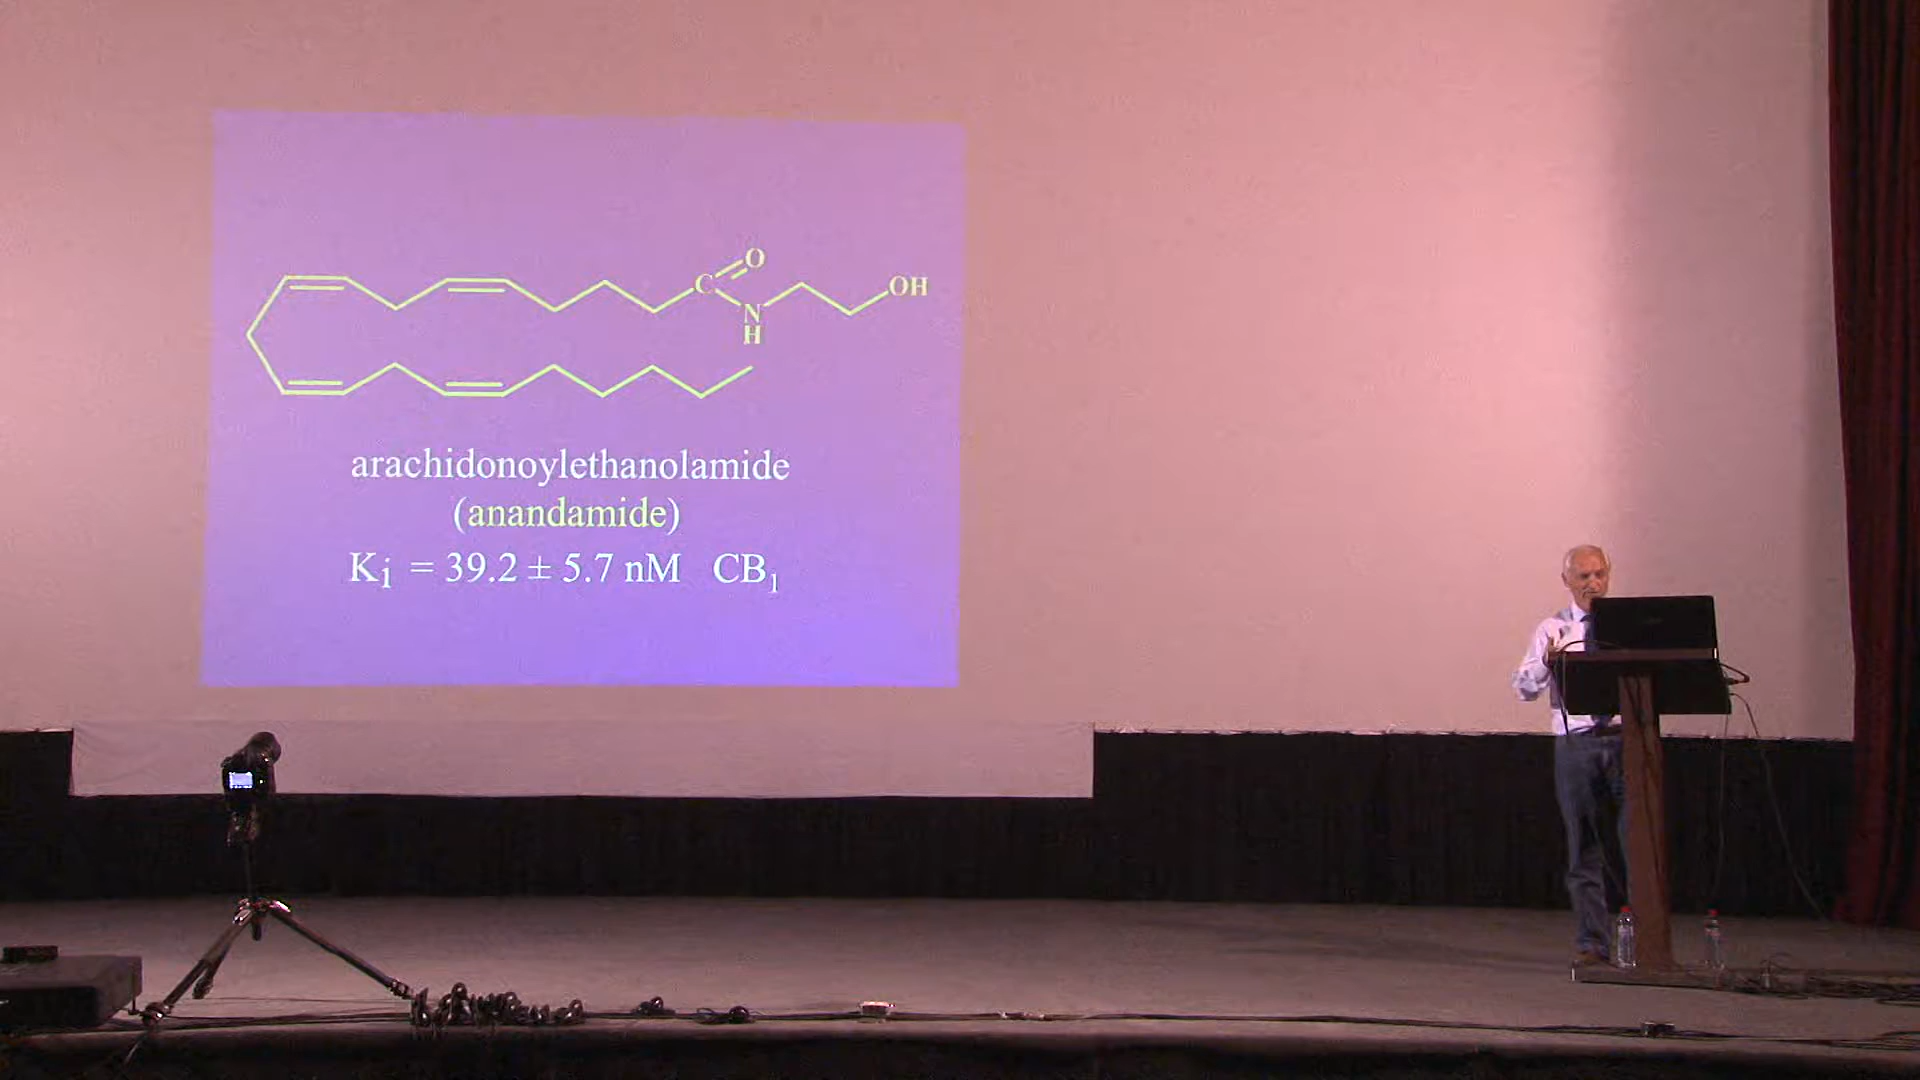 O
C
OH
N
H
arachidonoylethanolamide
(anandamide)
Ki = 39.2 ± 5.7 nM CB₁